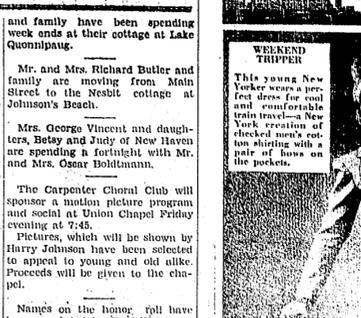 and family have been spending
week ends at their cottage at Lake
Quonnipaug.
Mr. and Mrs. Richard Butler and
family are moving from Main
Street to the Nesbit cottage at
Johnson's Beach.
Mrs. George Vincent and daugh-
ters, Betsy and Judy of New Haven
are spending a fortnight with Mr.
and Mrs. Oscar Boldtmann.
The Carpenter Choral Club will
sponsor a motion picture program
and social at Union Chapel Friday
evening at 7:45.
Pictures, which will be shown by
Harry Johnson have been selected
to appeal to young and old alike.
Proceeds will be given to the cha-
pel.
Names on the honor roll have
WEEKEND
TRIPPER
This young New
Yorker wears a per-
fect dress for cool
and comfortable
train travel—a New
York creation of
checked men's cot-
ton shirting with a
pair of bows on
the pockets.